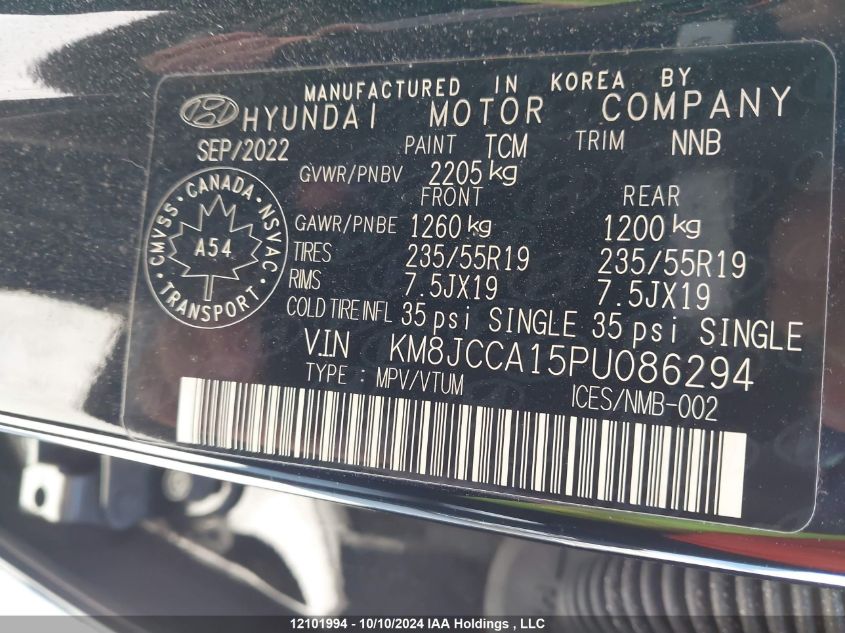 MANUFACTURED IN KOREA BY
HYUNDAI MOTOR COMPANY
SEP/2022 PAINT TCM TRIM NNB
GVWR/PNBV 2205 kg
FRONT REAR
GAWR/PNBE 1260 kg 1200 kg
TIRES 235/55R19 235/55R19
RIMS 7.5JX19 7.5JX19
COLD TIRE INFL 35 psi SINGLE 35 psi SINGLE
CMVSS · CANADA · NSVAC · TRANSPORT ·
A54
V.I.N KM8JCCA15PU086294
TYPE : MPV/VTUM ICES/NMB-002
12101994 - 10/10/2024 IAA Holdings , LLC